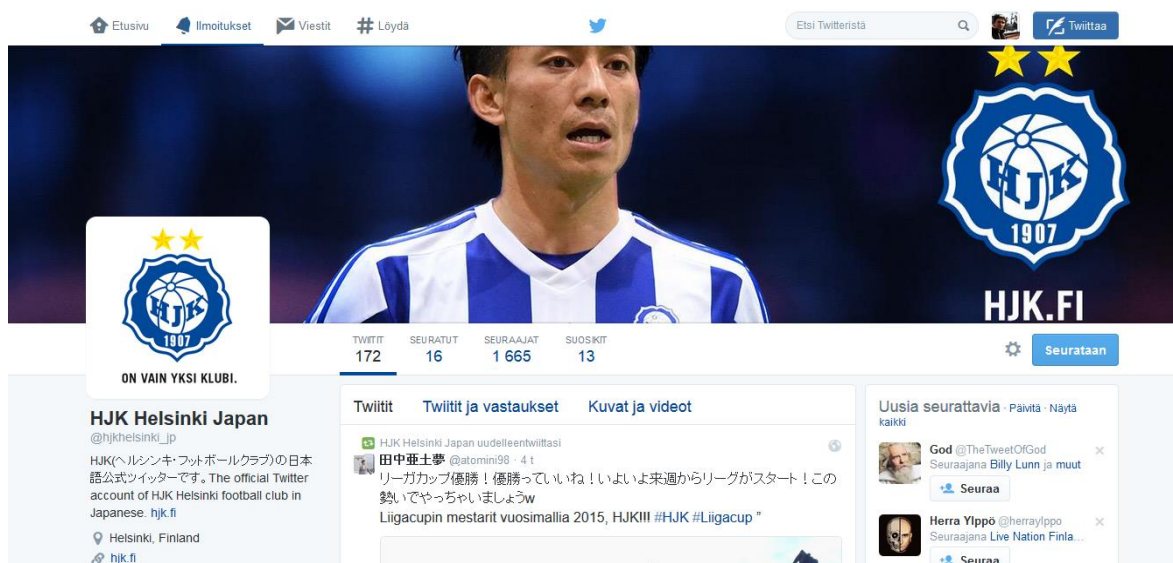 Etusivu
Ilmoitukset
Viestit
Löydä
Etsi Twitteristä
Twiittaa
HJK
1907
HJK.FI
HJK
1907
ON VAIN YKSI KLUBI.
TWIITIT
172
SEURATUT
16
SEURAAJAT
1 665
SUOSIKIT
13
Seurataan
HJK Helsinki Japan
@hjkhelsinki_jp
HJK(ヘルシンキ・フットボールクラブ)の日本
語公式ツイッターです。The official Twitter
account of HJK Helsinki football club in
Japanese. hjk.fi
Helsinki, Finland
hjk.fi
Twiitit
Twiitit ja vastaukset
Kuvat ja videot
HJK Helsinki Japan uudelleentwiittasi
田中亜土夢 @atomini98 · 4 t
リーガカップ優勝！優勝っていいね！いよいよ来週からリーグがスタート！この
勢いでやっちゃいましょうw
Liigacupin mestarit vuosimallia 2015, HJK!!! #HJK #Liigacup ”
Uusia seurattavia · Päivitä · Näytä
kaikki
God @TheTweetOfGod
Seuraajana Billy Lunn ja muut
Seuraa
Herra Ylppö @herraylppo
Seuraajana Live Nation Finla...
Seuraa